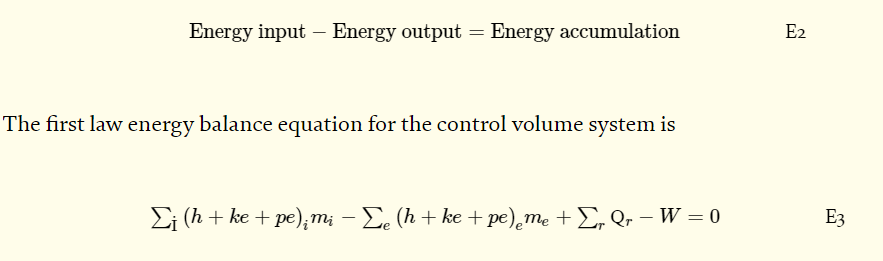 Energy input − Energy output = Energy accumulation E2
The first law energy balance equation for the control volume system is
∑i (h + ke + pe)i mi − ∑e (h + ke + pe)e me + ∑r Qr − W = 0 E3